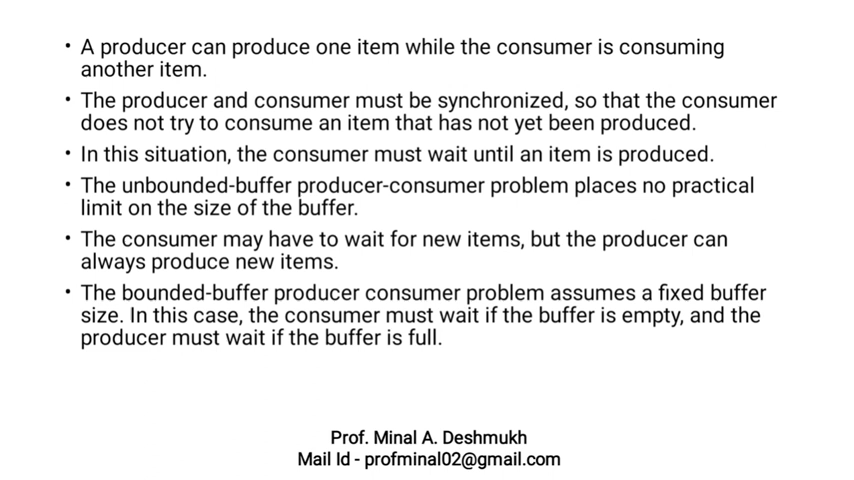 • A producer can produce one item while the consumer is consuming
another item.
• The producer and consumer must be synchronized, so that the consumer
does not try to consume an item that has not yet been produced.
• In this situation, the consumer must wait until an item is produced.
• The unbounded-buffer producer-consumer problem places no practical
limit on the size of the buffer.
• The consumer may have to wait for new items, but the producer can
always produce new items.
• The bounded-buffer producer consumer problem assumes a fixed buffer
size. In this case, the consumer must wait if the buffer is empty, and the
producer must wait if the buffer is full.
Prof. Minal A. Deshmukh
Mail Id - profminal02@gmail.com